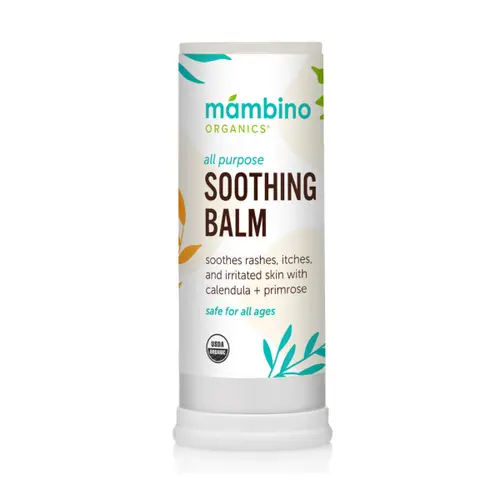 mambino
ORGANICS®
all purpose
SOOTHING
BALM
soothes rashes, itches,
and irritated skin with
calendula + primrose
safe for all ages
USDA
ORGANIC